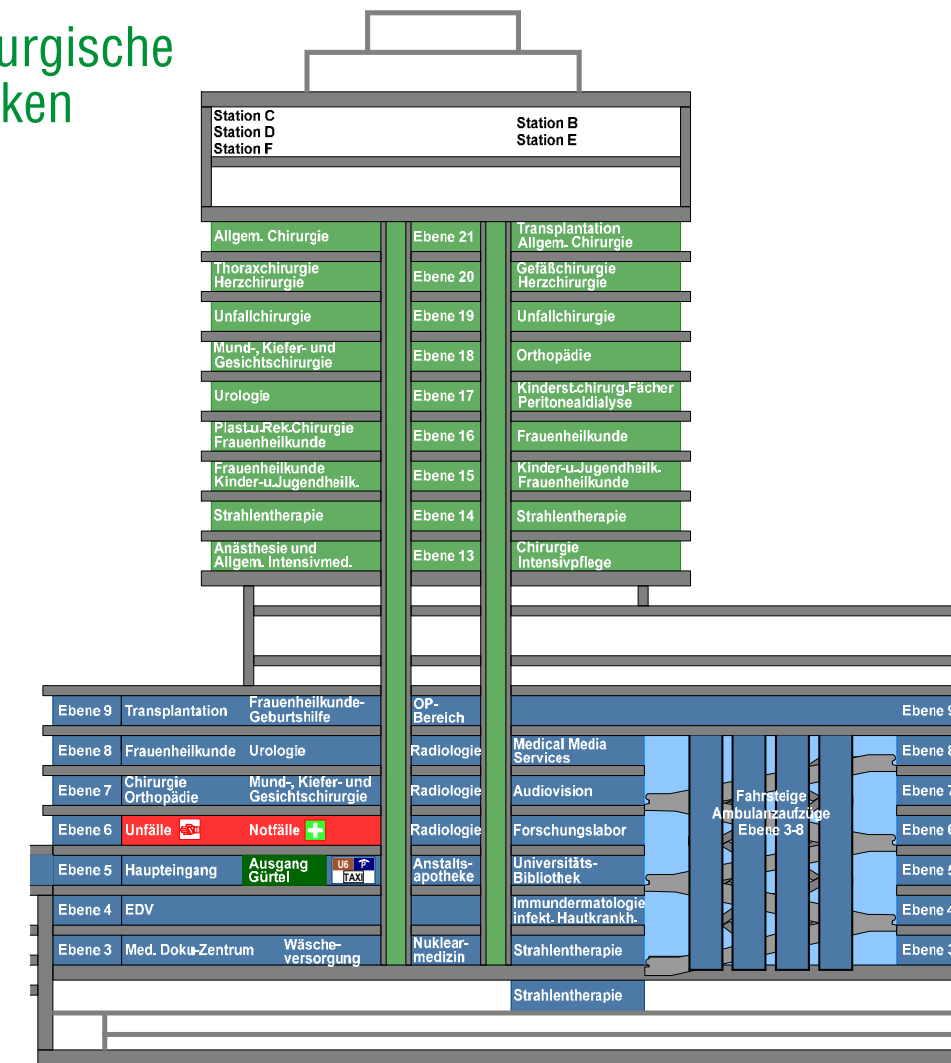 urgische
ken
Station C
Station D
Station F
Station B
Station E
Allgem. Chirurgie
Ebene 21
Transplantation
Allgem. Chirurgie
Thoraxchirurgie
Herzchirurgie
Ebene 20
Gefäßchirurgie
Herzchirurgie
Unfallchirurgie
Ebene 19
Unfallchirurgie
Mund-, Kiefer- und
Gesichtschirurgie
Ebene 18
Orthopädie
Urologie
Ebene 17
Kinderst.chirurg.Fächer
Peritonealdialyse
Plast.u.Rek.Chirurgie
Frauenheilkunde
Ebene 16
Frauenheilkunde
Frauenheilkunde
Kinder-u.Jugendheilk.
Ebene 15
Kinder-u.Jugendheilk.
Frauenheilkunde
Strahlentherapie
Ebene 14
Strahlentherapie
Anästhesie und
Allgem. Intensivmed.
Ebene 13
Chirurgie
Intensivpflege
Ebene 9
Transplantation
Frauenheilkunde-
Geburtshilfe
OP-
Bereich
Ebene 9
Ebene 8
Frauenheilkunde
Urologie
Radiologie
Medical Media
Services
Ebene 8
Ebene 7
Chirurgie
Orthopädie
Mund-, Kiefer- und
Gesichtschirurgie
Radiologie
Audiovision
Ebene 7
Fahrsteige
Ambulanzaufzüge
Ebene 3-8
Ebene 6
Unfälle
Notfälle
Radiologie
Forschungslabor
Ebene 6
Ebene 5
Haupteingang
Ausgang
Gürtel
U6
TAXI
Anstalts-
apotheke
Universitäts-
Bibliothek
Ebene 5
Ebene 4
EDV
Immundermatologie
infekt. Hautkrankh.
Ebene 4
Ebene 3
Med. Doku-Zentrum
Wäsche-
versorgung
Nuklear-
medizin
Strahlentherapie
Ebene 3
Strahlentherapie